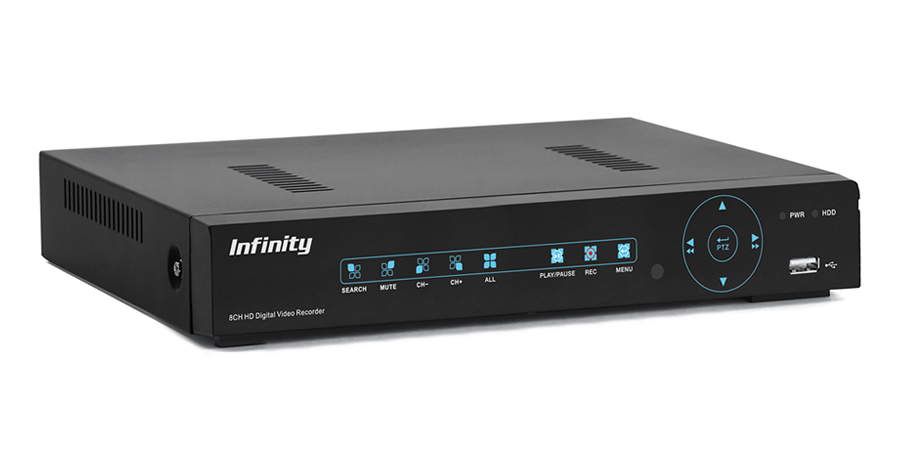 Infinity
8CH HD Digital Video Recorder
SEARCH MUTE CH- CH+ ALL PLAY/PAUSE REC MENU
PTZ
PWR HDD